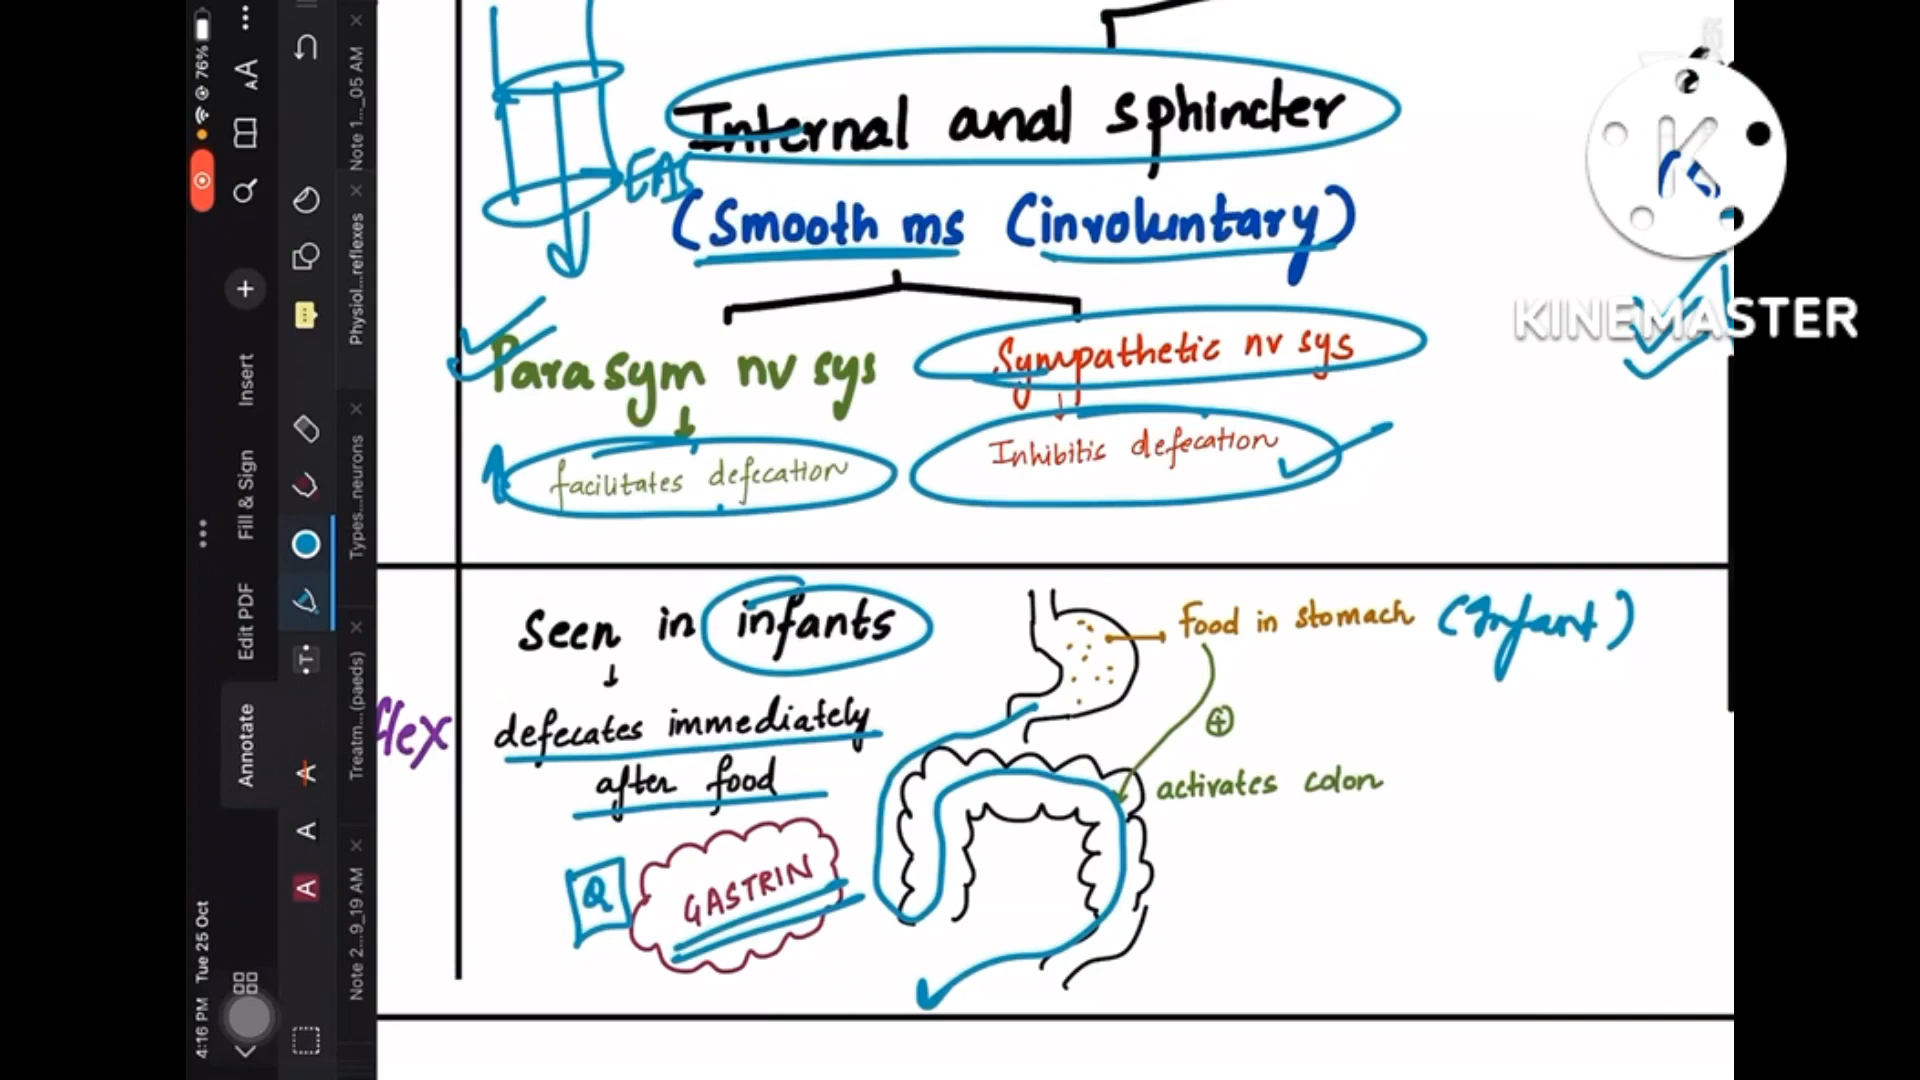 Internal anal sphincter
EAS
(Smooth ms (involuntary)
Parasym nv sys
Sympathetic nv sys
facilitates defecation
Inhibitis defecation
KINEMASTER
Seen in infants
defecates immediately
after food
Q
GASTRIN
flex
Food in stomach (Infant)
+
activates colon
76%
AA
Insert
Fill & Sign
Edit PDF
Annotate
4:16 PM Tue 25 Oct
T
A
A
A
Note 1..._05 AM
Physiol...reflexes
Types...neurons
Treatm...(paeds)
Note 2...9_19 AM
K